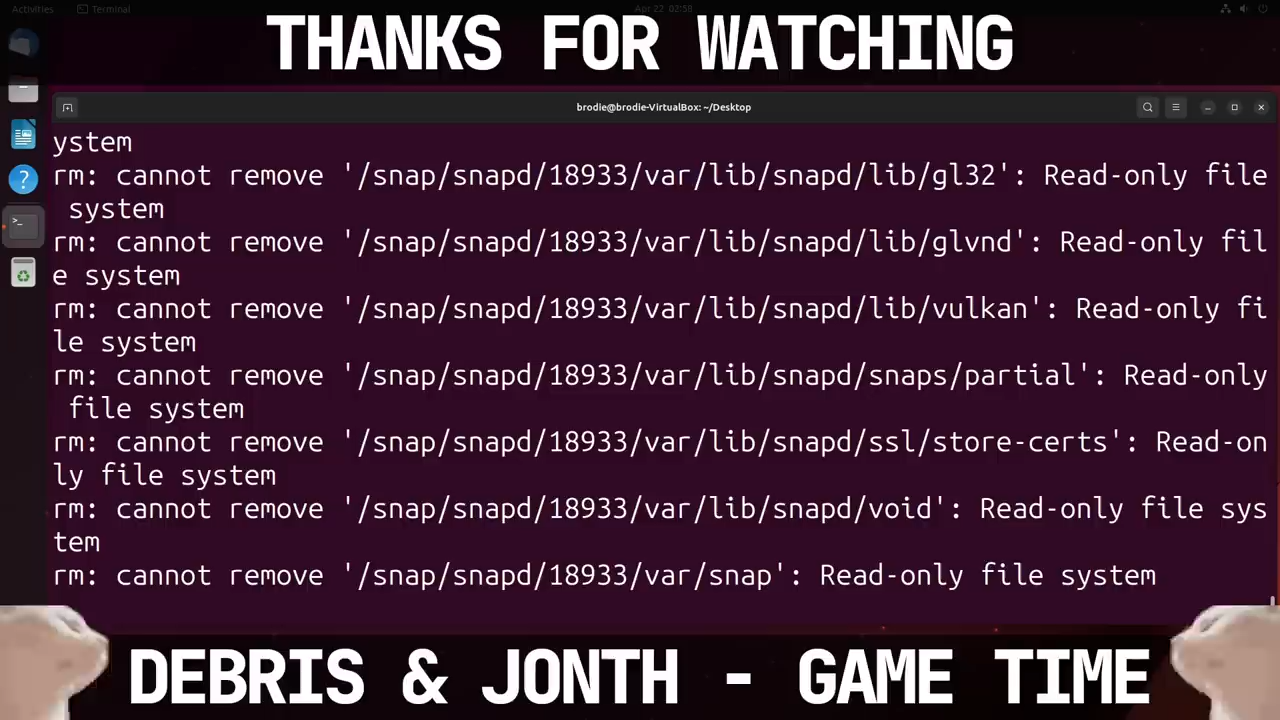 Activities
Terminal
Apr 22 02:58
THANKS FOR WATCHING
brodie@brodie-VirtualBox: ~/Desktop
ystem
rm: cannot remove '/snap/snapd/18933/var/lib/snapd/lib/gl32': Read-only file
system
rm: cannot remove '/snap/snapd/18933/var/lib/snapd/lib/glvnd': Read-only fil
e system
rm: cannot remove '/snap/snapd/18933/var/lib/snapd/lib/vulkan': Read-only fi
le system
rm: cannot remove '/snap/snapd/18933/var/lib/snapd/snaps/partial': Read-only
file system
rm: cannot remove '/snap/snapd/18933/var/lib/snapd/ssl/store-certs': Read-on
ly file system
rm: cannot remove '/snap/snapd/18933/var/lib/snapd/void': Read-only file sys
tem
rm: cannot remove '/snap/snapd/18933/var/snap': Read-only file system
DEBRIS & JONTH - GAME TIME